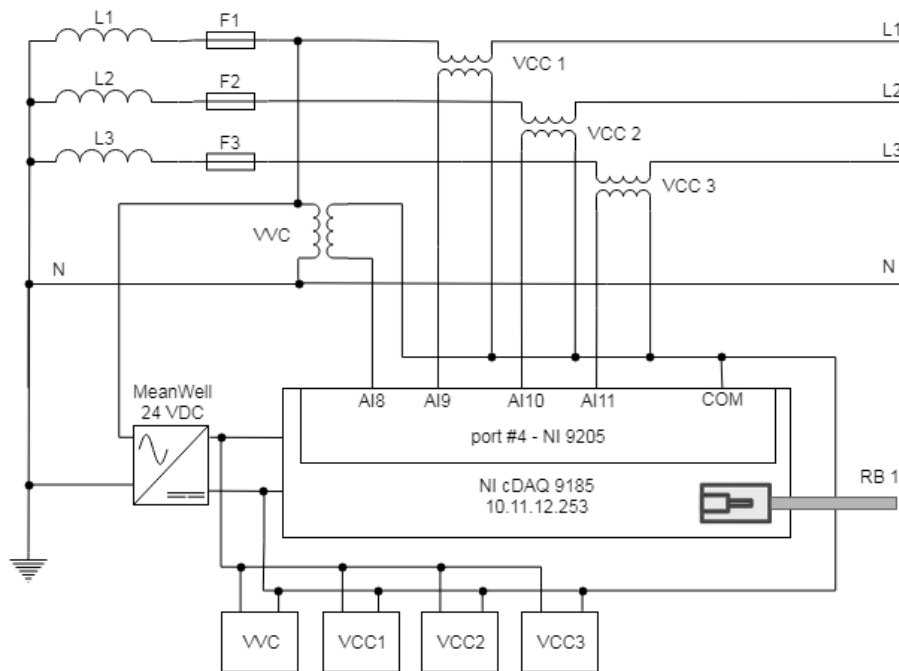 L1
F1
L1
VCC 1
L2
F2
L2
VCC 2
L3
F3
L3
VCC 3
VVC
N
N
MeanWell
24 VDC
AI8
AI9
AI10
AI11
COM
port #4 - NI 9205
NI cDAQ 9185
10.11.12.253
RB 1
VVC
VCC1
VCC2
VCC3